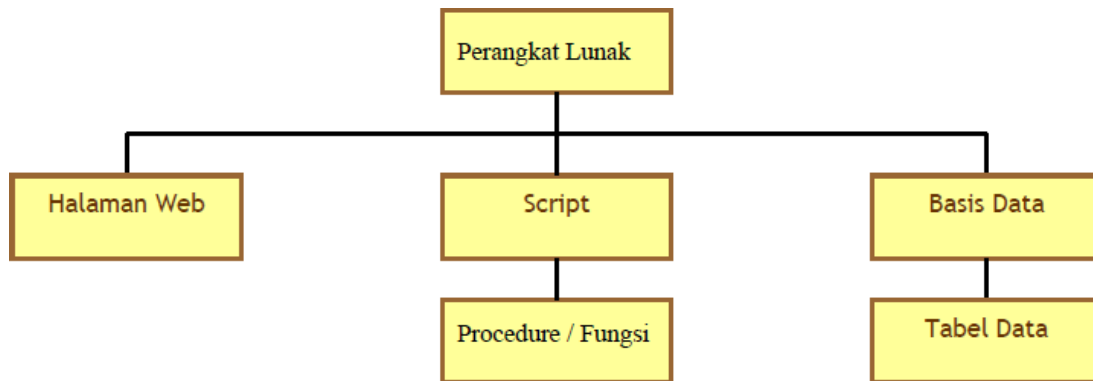 Perangkat Lunak
Halaman Web
Script
Basis Data
Procedure / Fungsi
Tabel Data